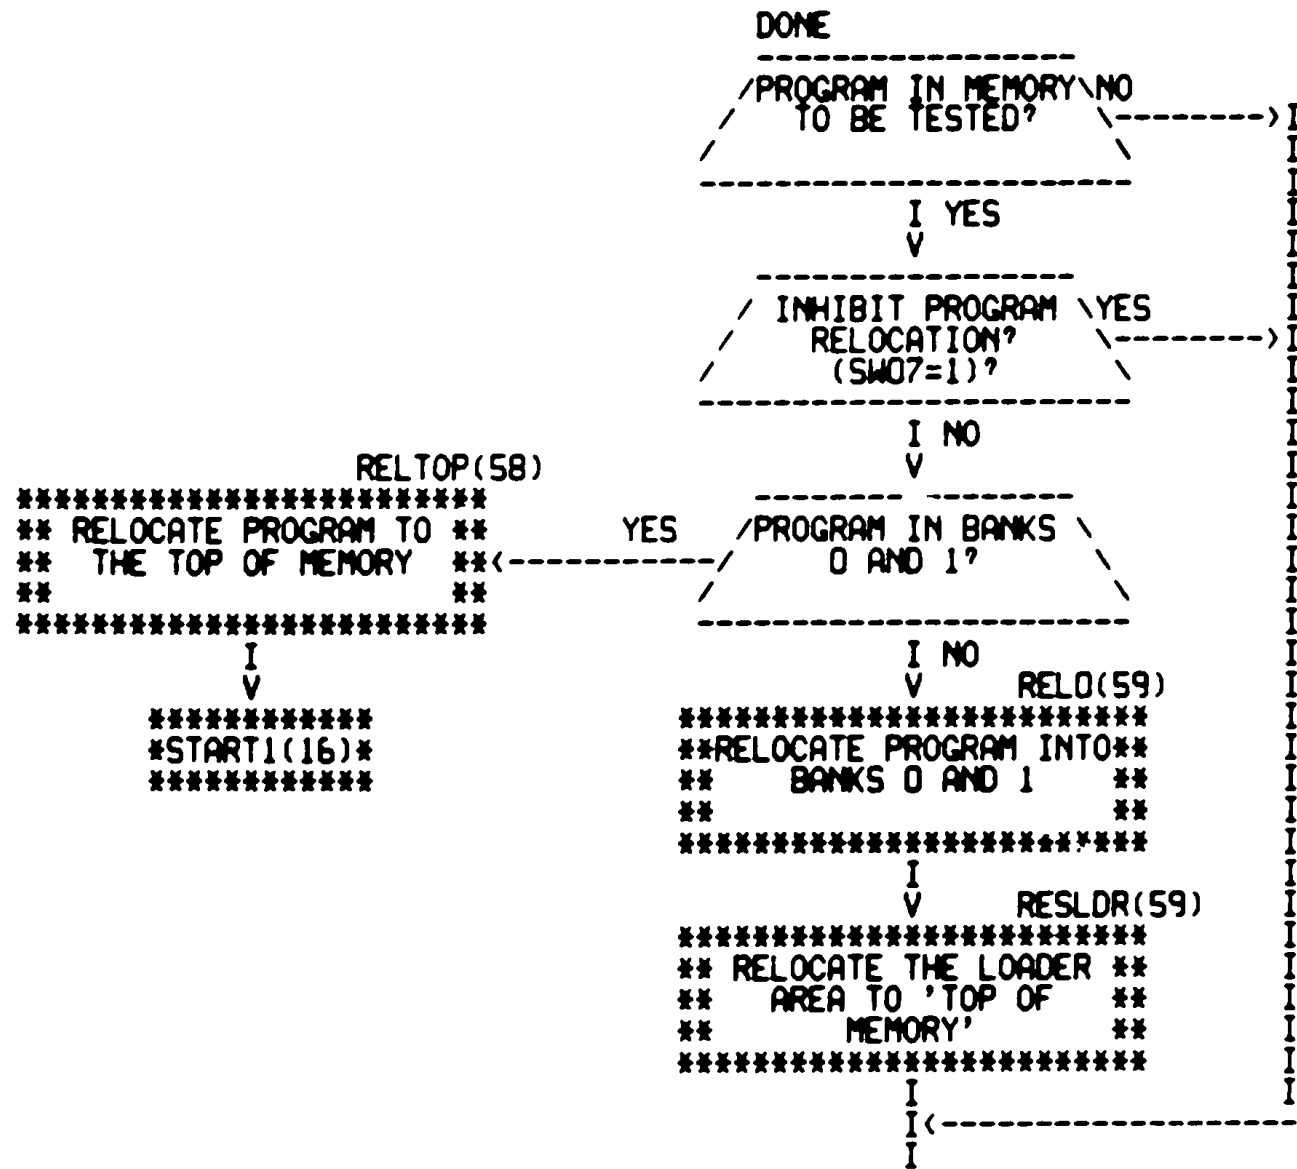 DONE
PROGRAM IN MEMORY NO
TO BE TESTED?
YES
INHIBIT PROGRAM YES
RELOCATION?
(SW07=1)?
NO
RELTOP(58)
RELOCATE PROGRAM TO
THE TOP OF MEMORY
YES
PROGRAM IN BANKS
0 AND 1?
NO
REL0(59)
START1(16)
RELOCATE PROGRAM INTO
BANKS 0 AND 1
RESLDR(59)
RELOCATE THE LOADER
AREA TO 'TOP OF
MEMORY'